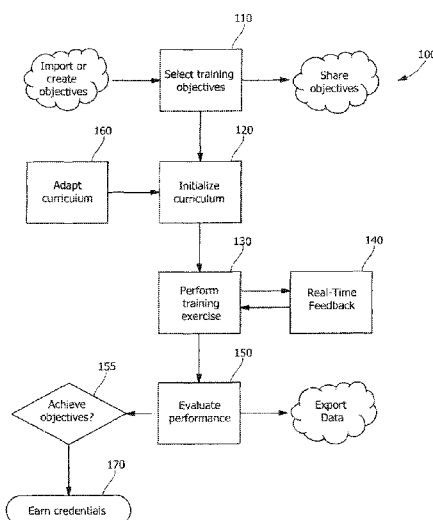 110
Import or
create
objectives
Select training
objectives
Share
objectives
100
160
120
Adapt
curriculum
Initialize
curriculum
130
140
Perform
training
exercise
Real-Time
Feedback
155
150
Achieve
objectives?
Evaluate
performance
Export
Data
170
Earn credentials